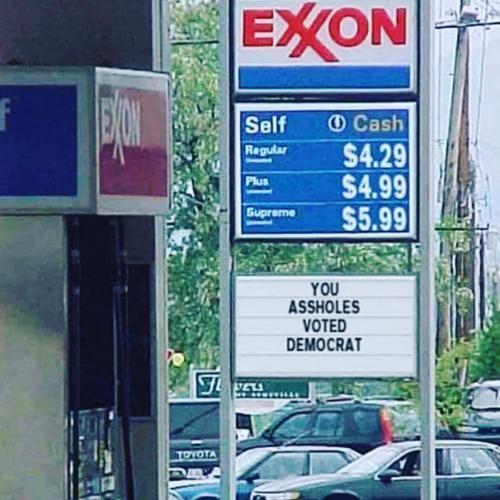 EXXON
Self Cash
Regular $4.29
Plus $4.99
Supreme $5.99
YOU
ASSHOLES
VOTED
DEMOCRAT
EXXON
TOYOTA